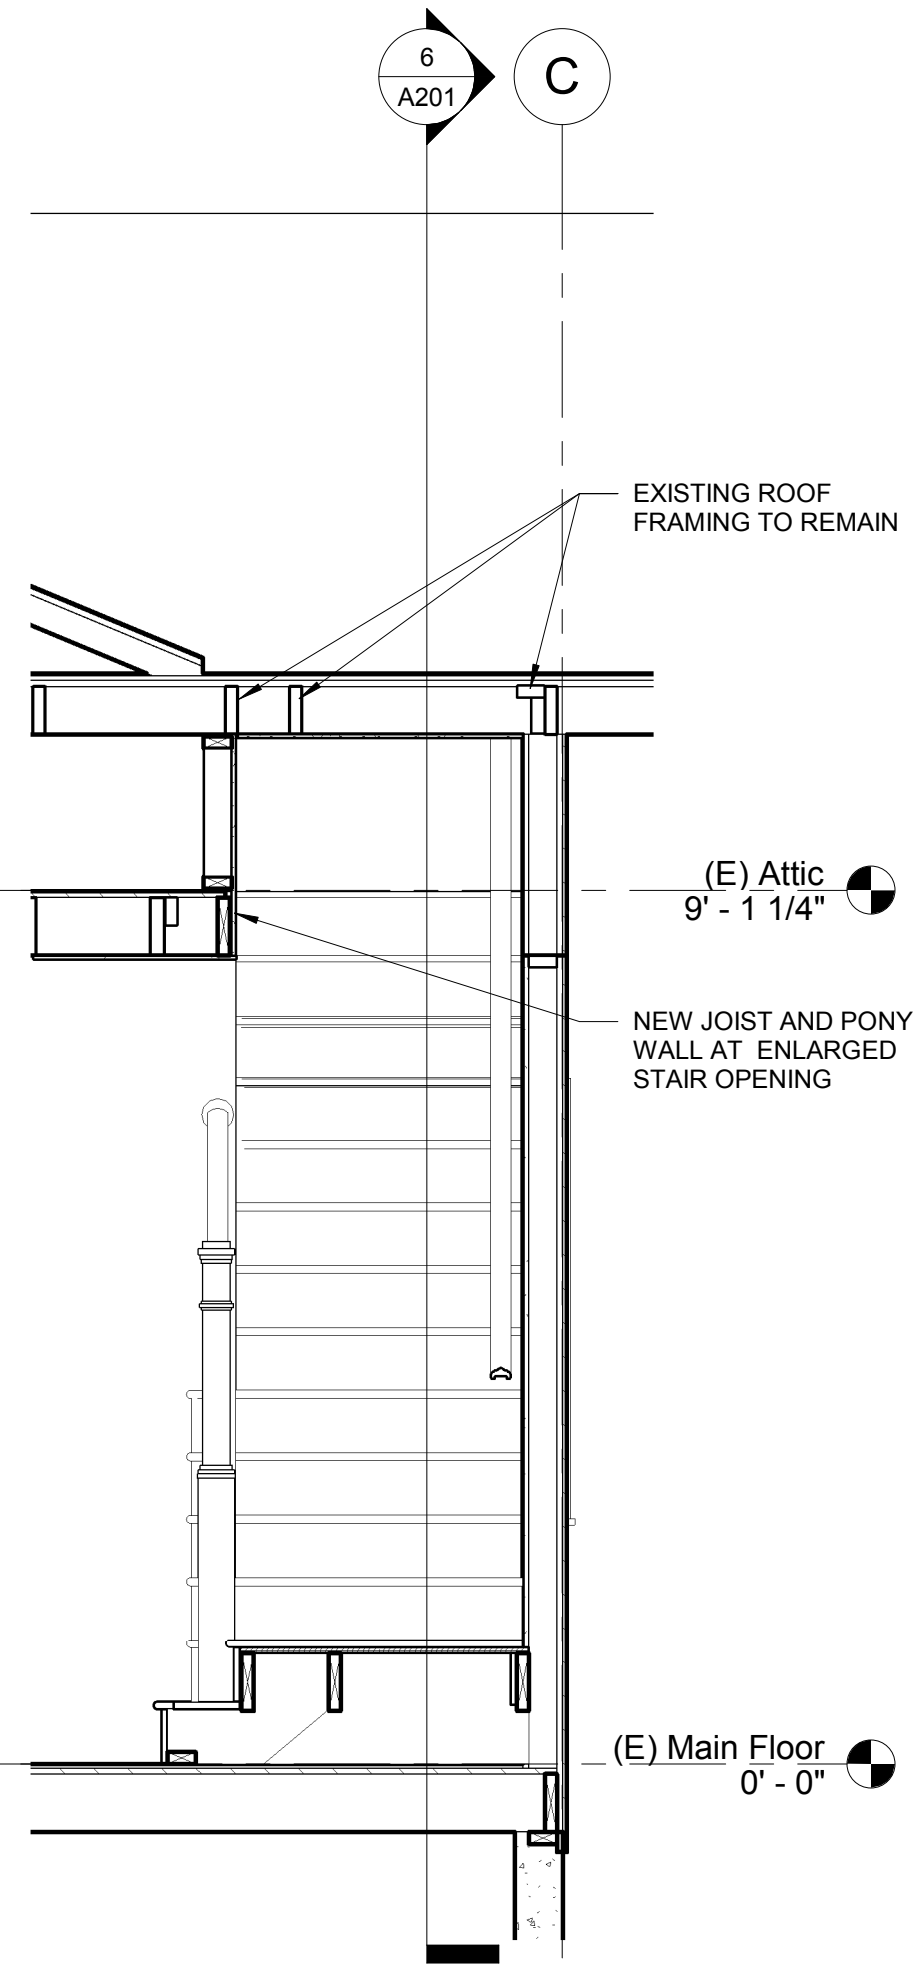 6
A201
C
EXISTING ROOF
FRAMING TO REMAIN
(E) Attic
9' - 1 1/4"
NEW JOIST AND PONY
WALL AT ENLARGED
STAIR OPENING
(E) Main Floor
0' - 0"